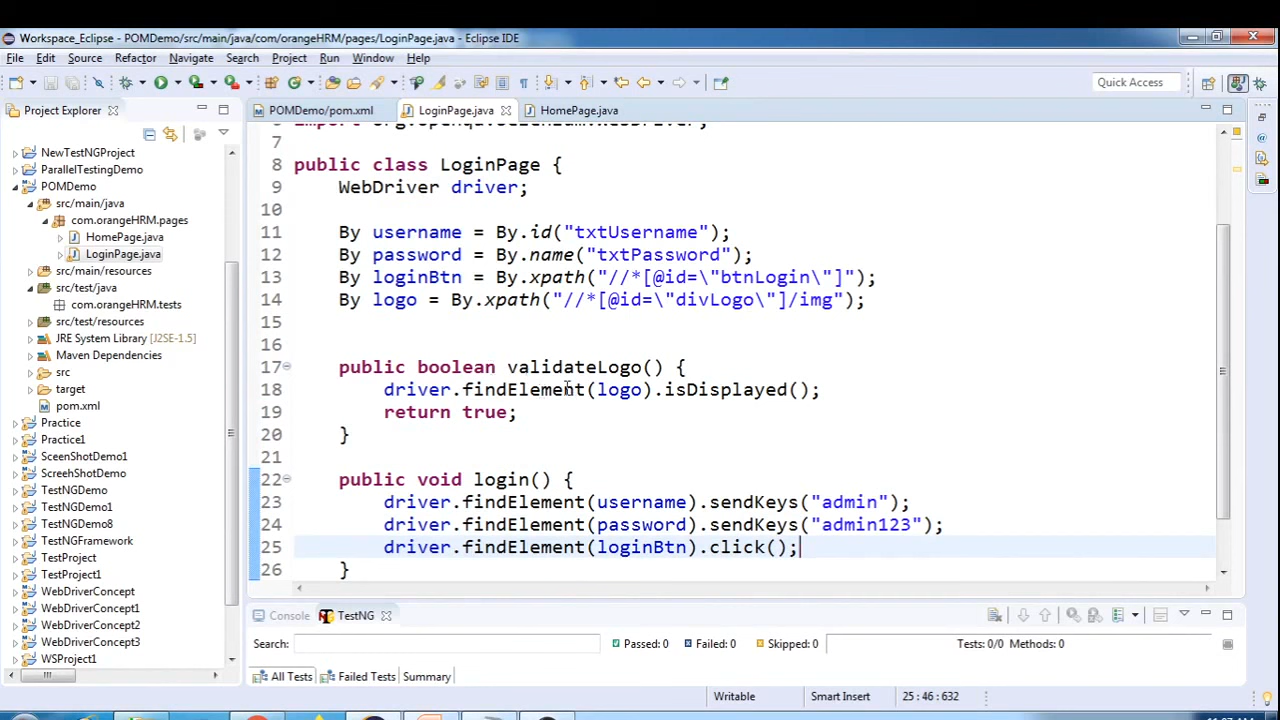 Workspace_Eclipse - POMDemo/src/main/java/com/orangeHRM/pages/LoginPage.java - Eclipse IDE
File Edit Source Refactor Navigate Search Project Run Window Help
Quick Access
Project Explorer
NewTestNGProject
ParallelTestingDemo
POMDemo
src/main/java
com.orangeHRM.pages
HomePage.java
LoginPage.java
src/main/resources
src/test/java
com.orangeHRM.tests
src/test/resources
JRE System Library [J2SE-1.5]
Maven Dependencies
src
target
pom.xml
Practice
Practice1
SceenShotDemo1
ScreehShotDemo
TestNGDemo
TestNGDemo1
TestNGDemo8
TestNGFramework
TestProject
TestProject1
WebDriverConcept
WebDriverConcept1
WebDriverConcept2
WebDriverConcept3
WSProject1
POMDemo/pom.xml LoginPage.java HomePage.java
7
8 public class LoginPage {
9 WebDriver driver;
10
11 By username = By.id("txtUsername");
12 By password = By.name("txtPassword");
13 By loginBtn = By.xpath("//*[@id=\"btnLogin\"]");
14 By logo = By.xpath("//*[@id=\"divLogo\"]/img");
15
16
17 public boolean validateLogo() {
18 driver.findElement(logo).isDisplayed();
19 return true;
20 }
21
22 public void login() {
23 driver.findElement(username).sendKeys("admin");
24 driver.findElement(password).sendKeys("admin123");
25 driver.findElement(loginBtn).click();
26 }
Console TestNG
Search: Passed: 0 Failed: 0 Skipped: 0 Tests: 0/0 Methods: 0
All Tests Failed Tests Summary
Writable Smart Insert 25 : 46 : 632